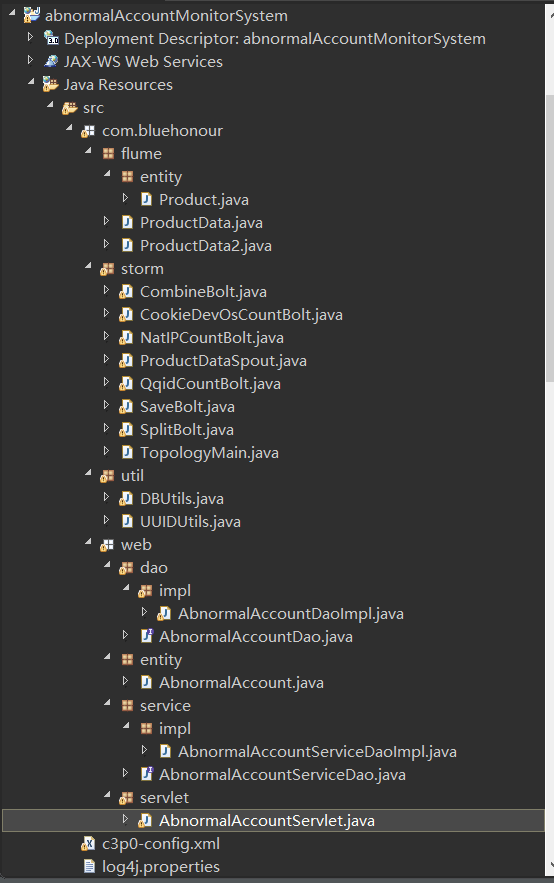 abnormalAccountMonitorSystem
Deployment Descriptor: abnormalAccountMonitorSystem
JAX-WS Web Services
Java Resources
src
com.bluehonour
flume
entity
Product.java
ProductData.java
ProductData2.java
storm
CombineBolt.java
CookieDevOsCountBolt.java
NatIPCountBolt.java
ProductDataSpout.java
QqidCountBolt.java
SaveBolt.java
SplitBolt.java
TopologyMain.java
util
DBUtils.java
UUIDUtils.java
web
dao
impl
AbnormalAccountDaoImpl.java
AbnormalAccountDao.java
entity
AbnormalAccount.java
service
impl
AbnormalAccountServiceDaoImpl.java
AbnormalAccountServiceDao.java
servlet
AbnormalAccountServlet.java
c3p0-config.xml
log4j.properties